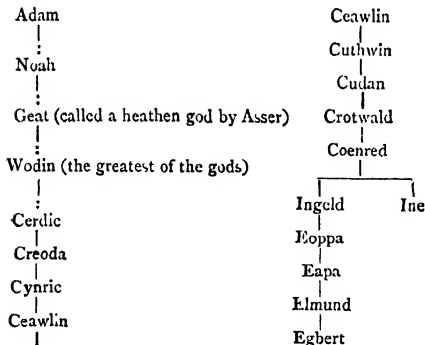 Adam
Noah
Geat (called a heathen god by Asser)
Wodin (the greatest of the gods)
Cerdic
Creoda
Cynric
Ceawlin
Ceawlin
Cuthwin
Cudan
Crotwald
Coenred
Ingeld Ine
Eoppa
Eapa
Elmund
Egbert